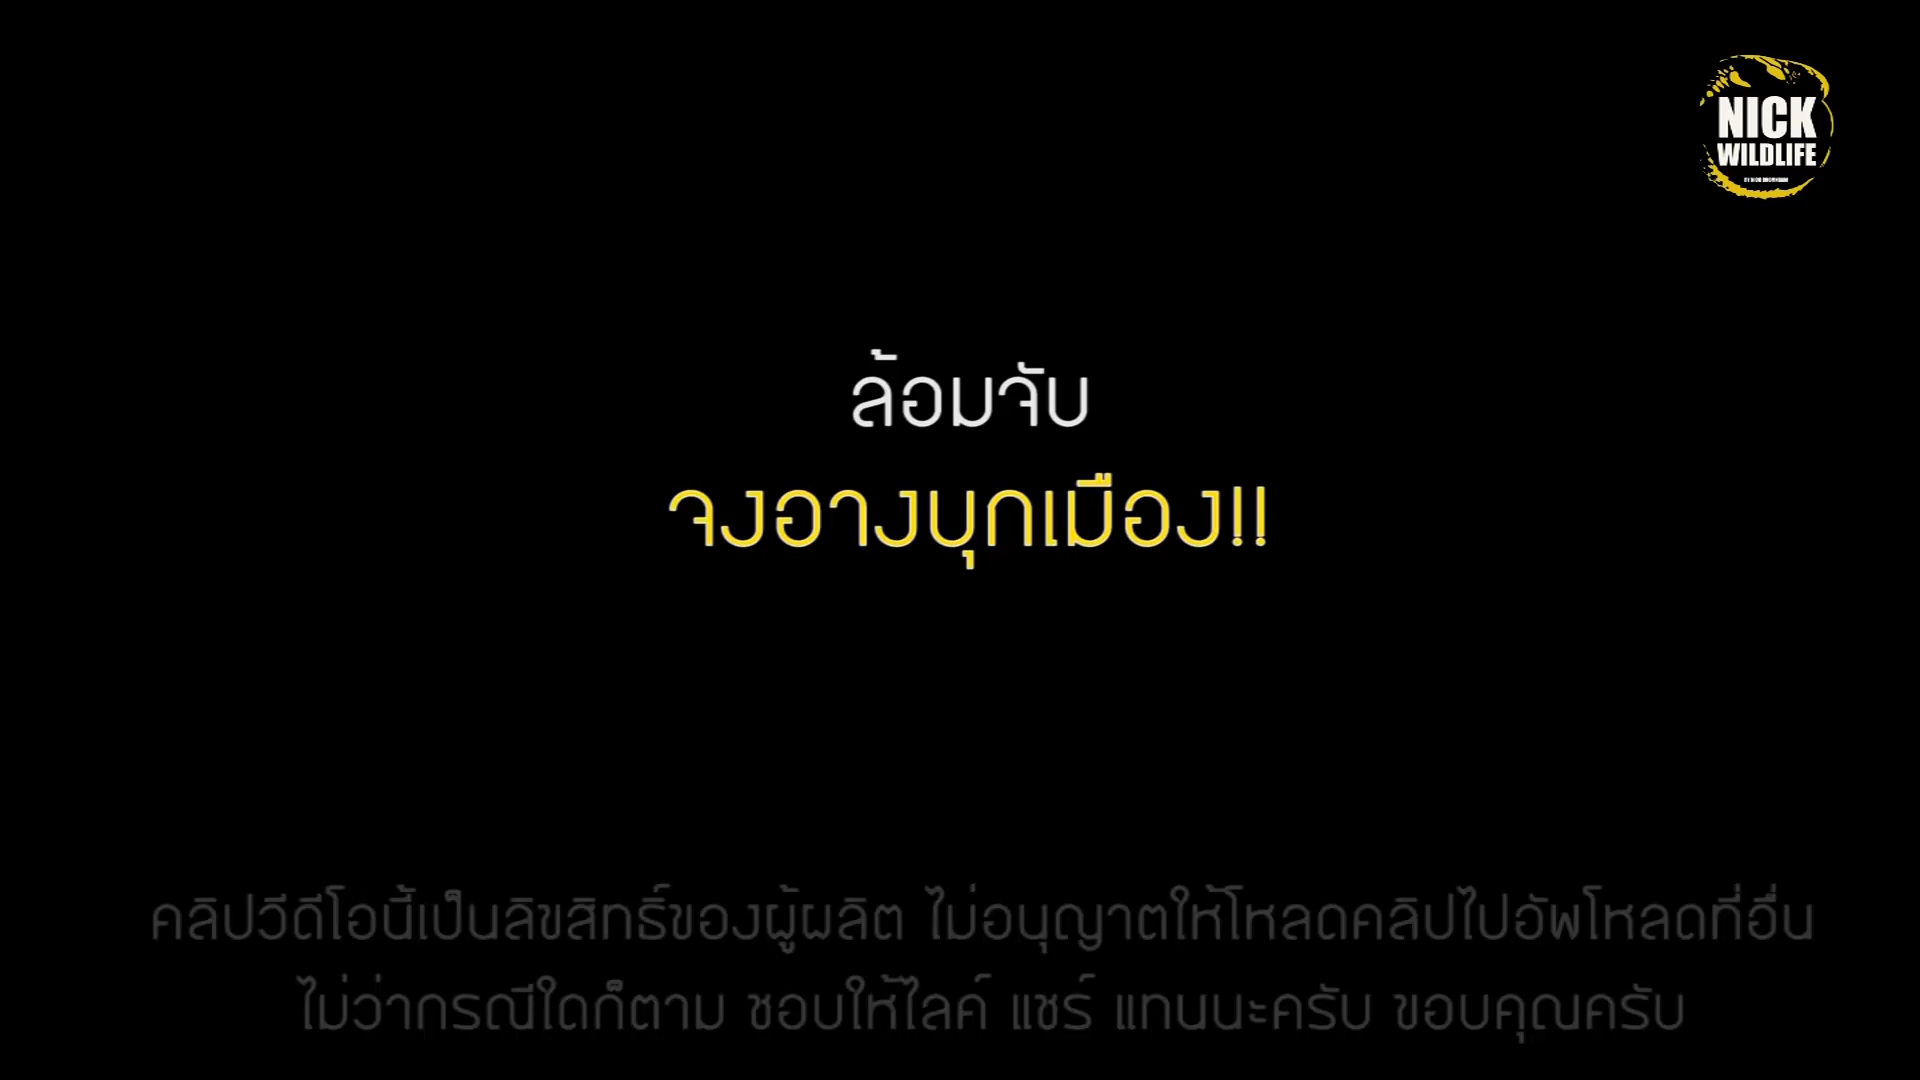 NICK
WILDLIFE
ล้อมจับ
จงอางบุกเมือง!!
คลิปวีดีโอนี้เป็นลิขสิทธิ์ของผู้ผลิต ไม่อนุญาตให้โหลดคลิปไปอัพโหลดที่อื่น
ไม่ว่ากรณีใดก็ตาม ชอบให้ไลค์ แชร์ แทนนะครับ ขอบคุณครับ